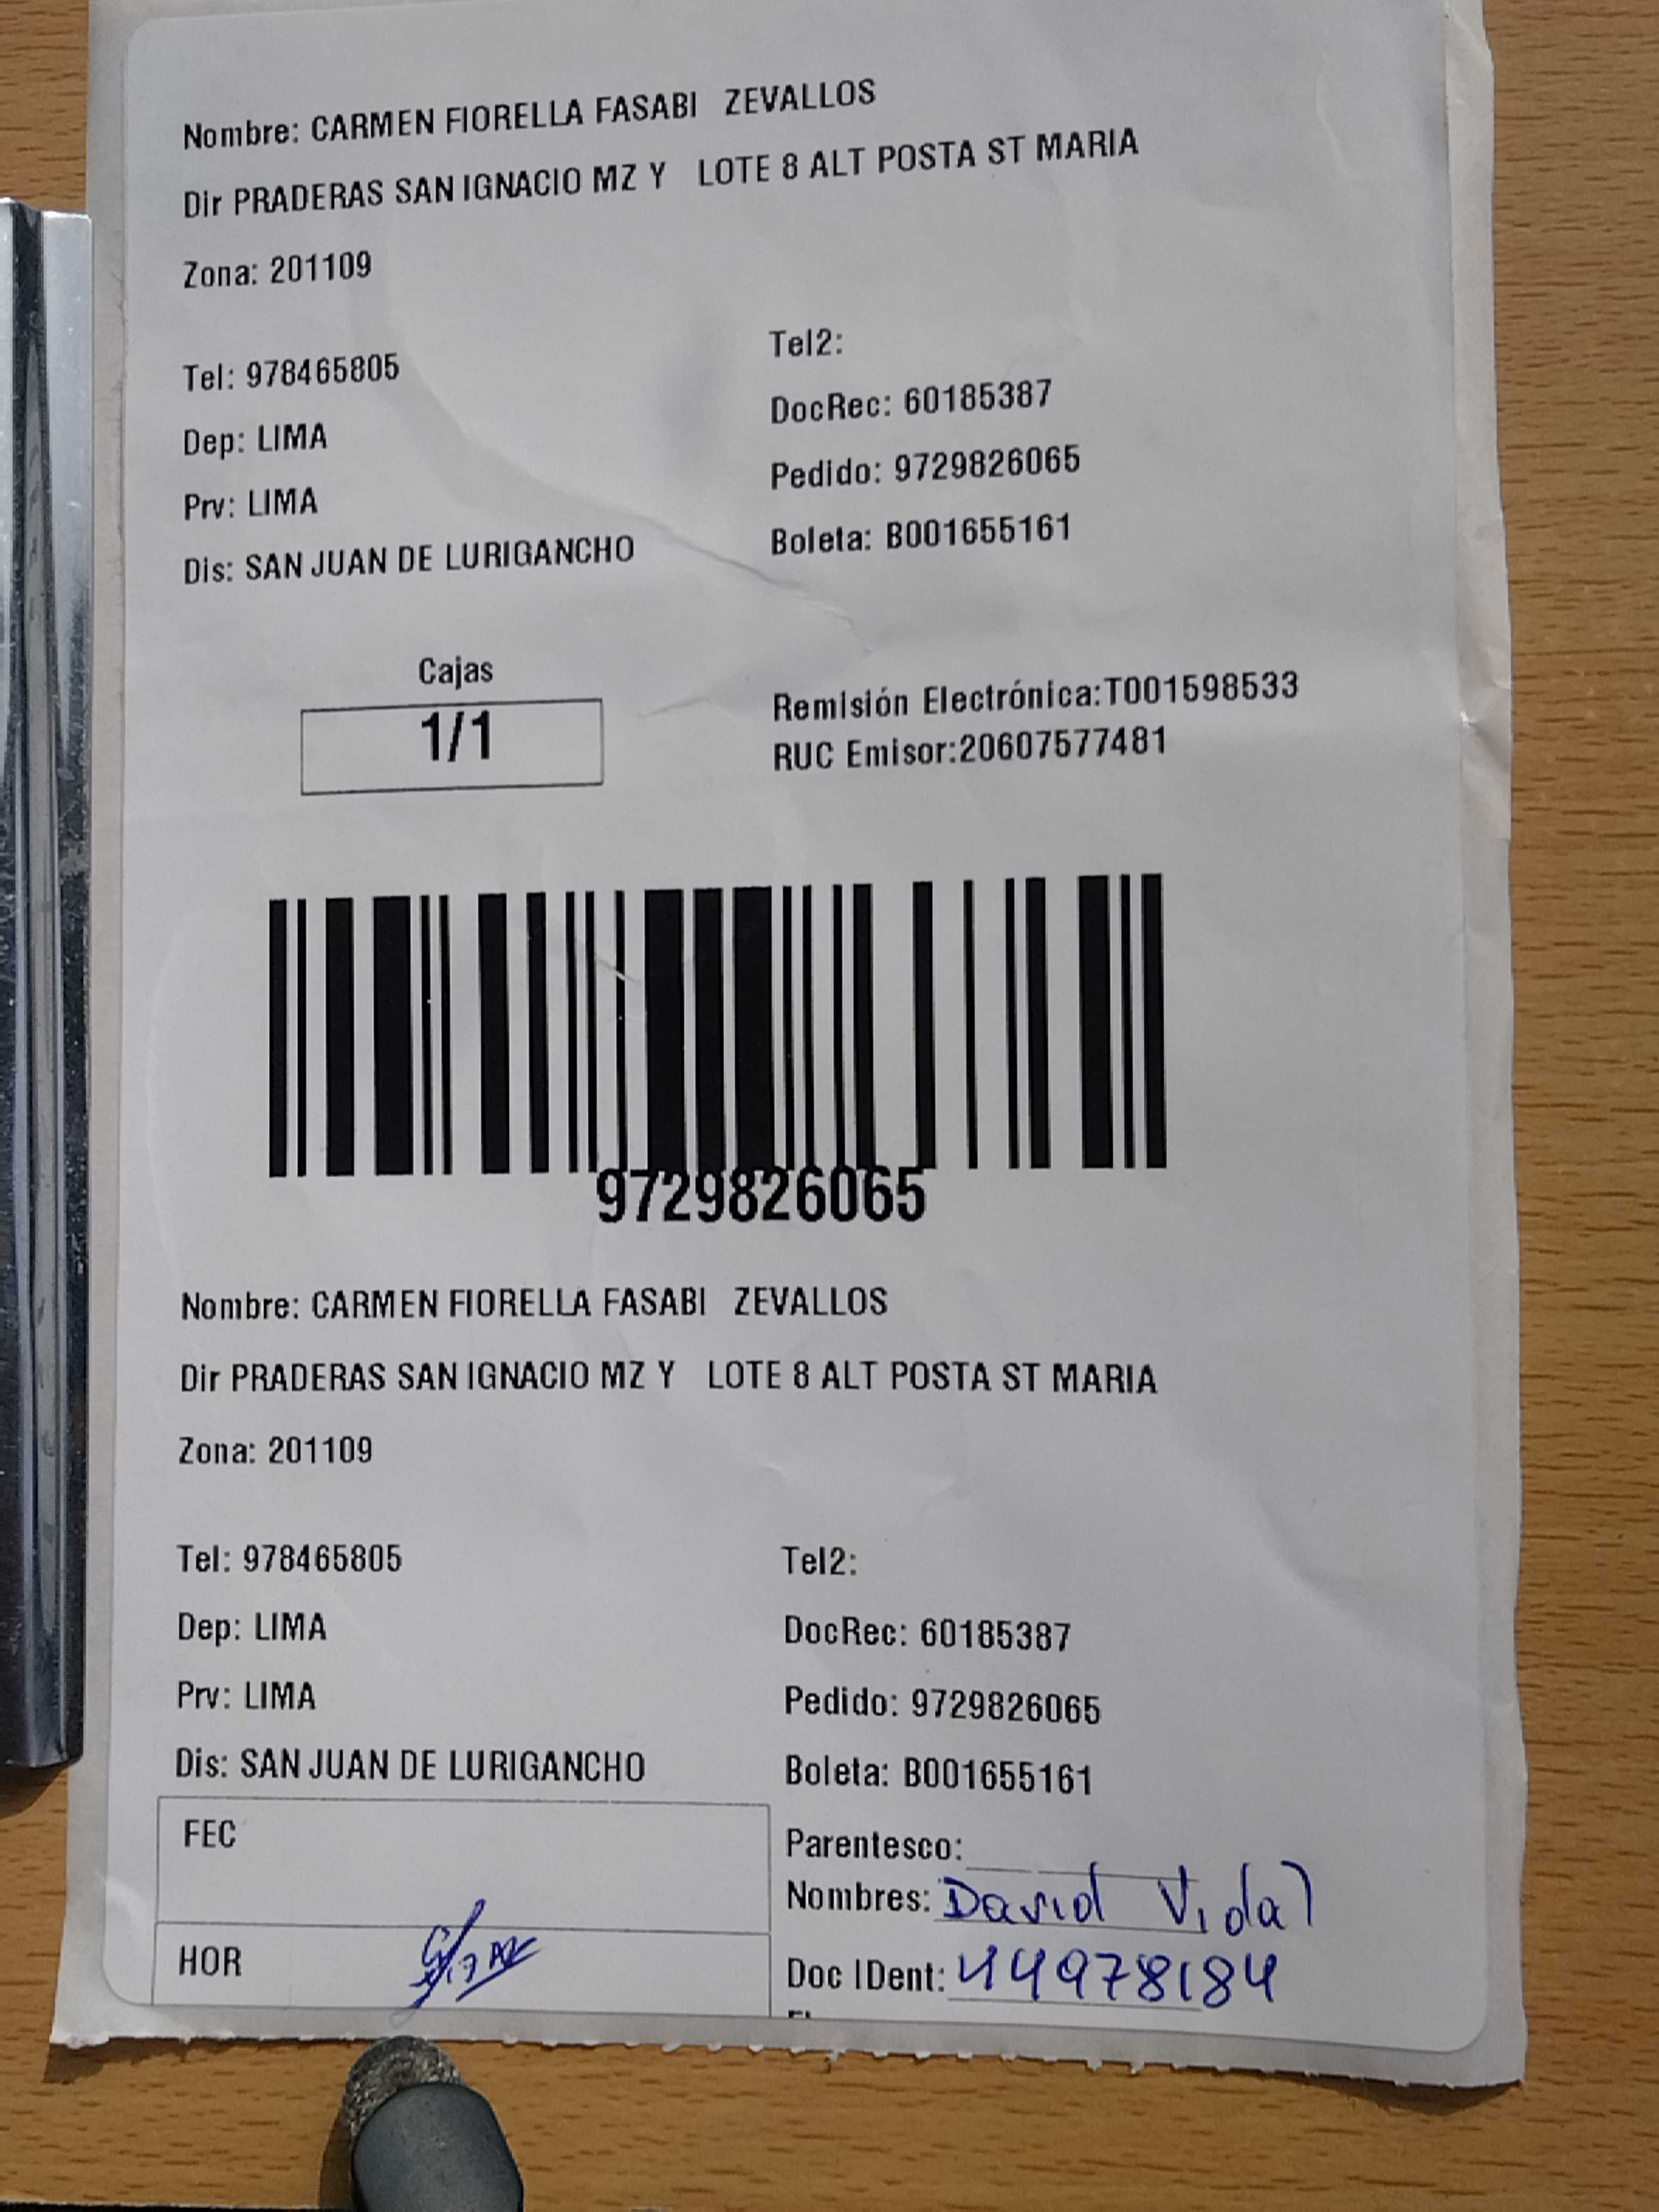 Nombre: CARMEN FIORELLA FASABI ZEVALLOS
Dir PRADERAS SAN IGNACIO MZ Y LOTE 8 ALT POSTA ST MARIA
Zona: 201109
Tel: 978465805
Tel2:
Dep: LIMA
DocRec: 60185387
Prv: LIMA
Pedido: 9729826065
Dis: SAN JUAN DE LURIGANCHO
Boleta: B001655161
Cajas
1/1
Remisión Electrónica:T001598533
RUC Emisor:20607577481
9729826065
Nombre: CARMEN FIORELLA FASABI ZEVALLOS
Dir PRADERAS SAN IGNACIO MZ Y LOTE 8 ALT POSTA ST MARIA
Zona: 201109
Tel: 978465805
Tel2:
Dep: LIMA
DocRec: 60185387
Prv: LIMA
Pedido: 9729826065
Dis: SAN JUAN DE LURIGANCHO
Boleta: B001655161
FEC
Parentesco:
Nombres: David Vidal
HOR
Doc IDent: 44978184